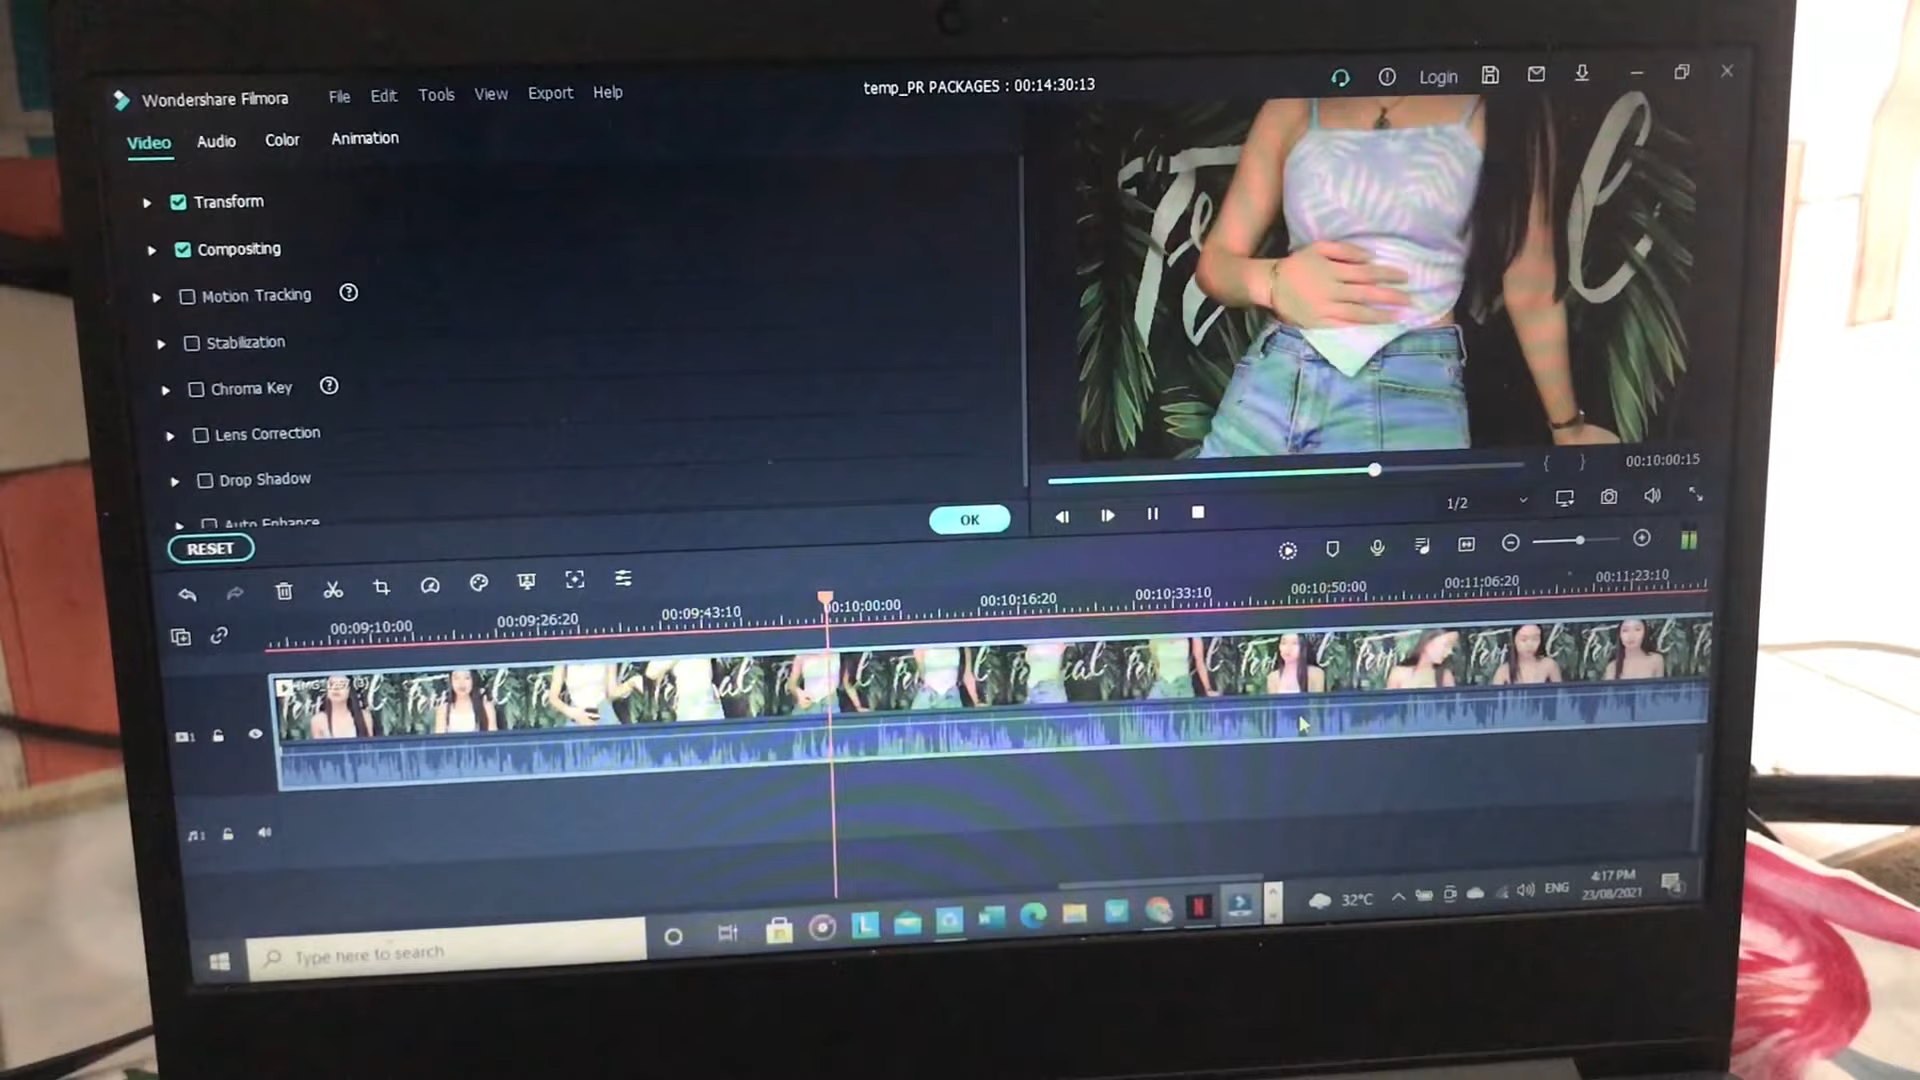 Wondershare Filmora File Edit Tools View Export Help temp_PR PACKAGES : 00:14:30:13 Login
Video Audio Color Animation
Transform
Compositing
Motion Tracking
Stabilization
Chroma Key
Lens Correction
Drop Shadow
Auto Enhance
RESET
OK
00:10:00:15
1/2
00:09:10:00 00:09:26:20 00:09:43:10 00:10:00:00 00:10:16:20 00:10:33:10 00:10:50:00 00:11:06:20 00:11:23:10
Type here to search
32°C ENG
4:17 PM
23/08/2021